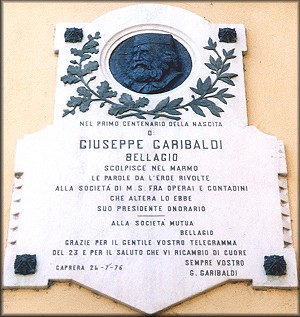 NEL PRIMO CENTENARIO DELLA NASCITA
DI
GIUSEPPE GARIBALDI
BELLAGIO
SCOLPISCE NEL MARMO
LE PAROLE DA L'EROE RIVOLTE
ALLA SOCIETÁ DI M.S. FRA OPERAI E CONTADINI
CHE ALTERA LO EBBE
SUO PRESIDENTE ONORARIO
ALLA SOCIETÁ MUTUA
BELLAGIO
GRAZIE PER IL GENTILE VOSTRO TELEGRAMMA
DEL 23 E PER IL SALUTO CHE VI RICAMBIO DI CUORE
CAPRERA 24-7-76 SEMPRE VOSTRO
G. GARIBALDI